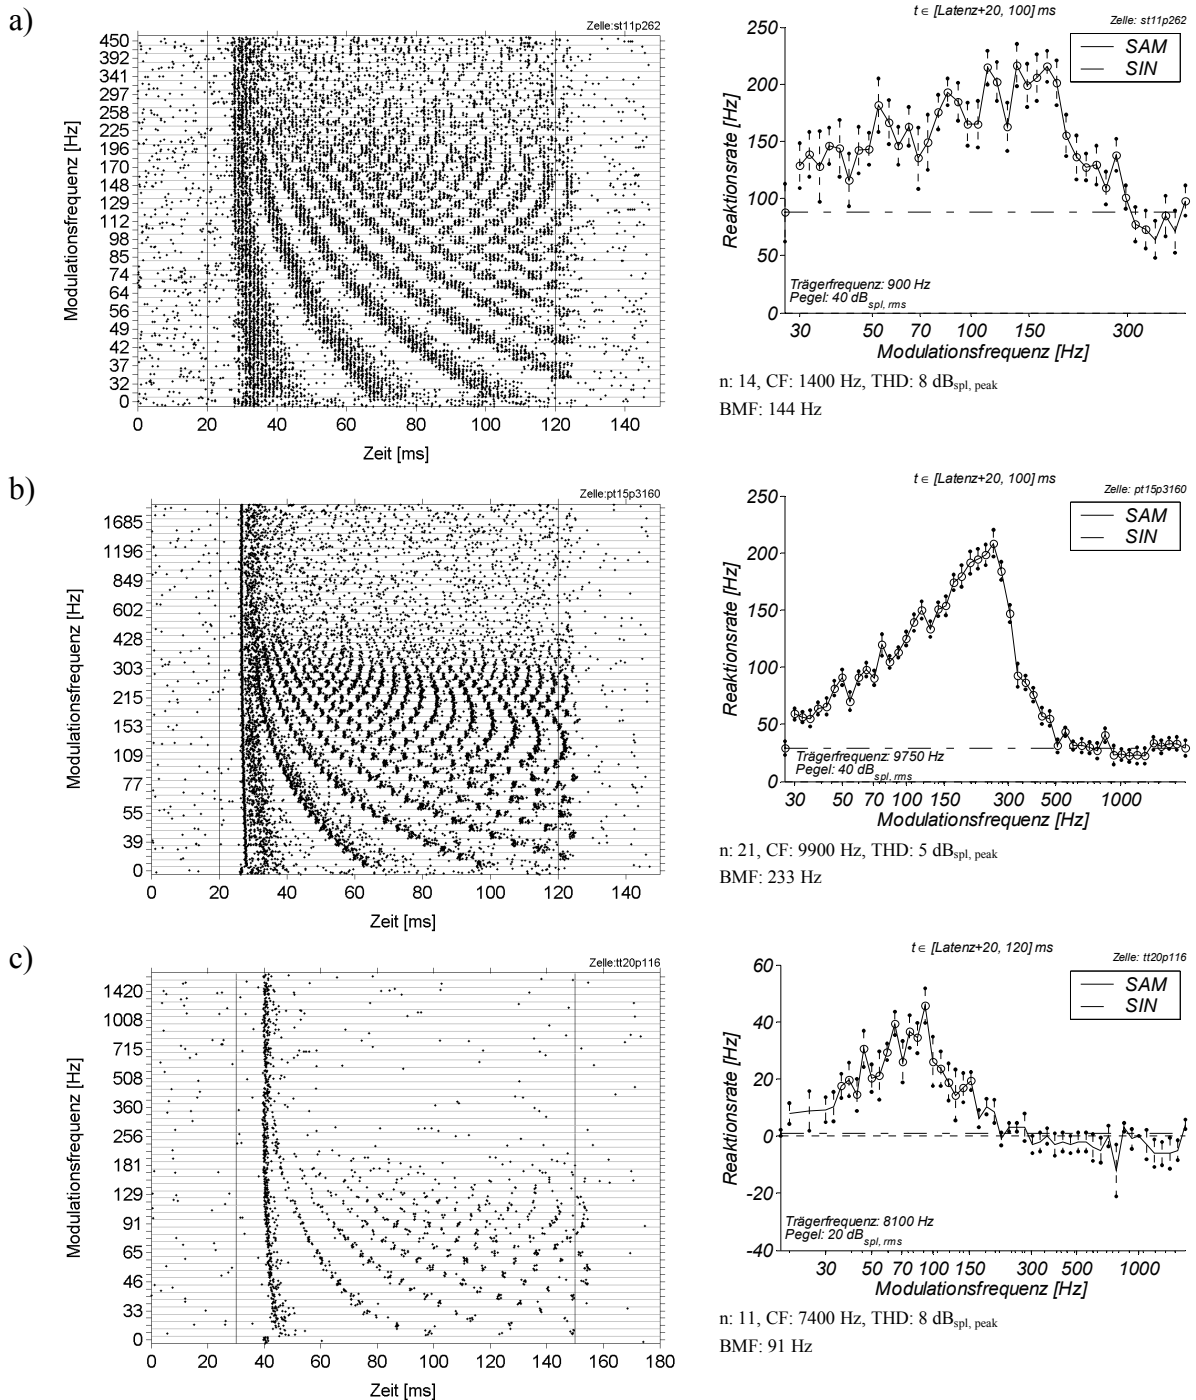 a)
Zelle:st11p262
450
392
341
297
258
225
196
170
148
129
112
98
85
74
64
56
49
42
37
32
0
Modulationsfrequenz [Hz]
0 20 40 60 80 100 120 140
Zeit [ms]
t ∈ [Latenz+20, 100] ms
Zelle: st11p262
SAM
SIN
250
200
150
100
50
0
Reaktionsrate [Hz]
Trägerfrequenz: 900 Hz
Pegel: 40 dBspl, rms
30 50 70 100 150 300
Modulationsfrequenz [Hz]
n: 14, CF: 1400 Hz, THD: 8 dBspl, peak
BMF: 144 Hz
b)
Zelle:pt15p3160
1685
1196
849
602
428
303
215
153
109
77
55
39
0
Modulationsfrequenz [Hz]
0 20 40 60 80 100 120 140
Zeit [ms]
t ∈ [Latenz+20, 100] ms
Zelle: pt15p3160
SAM
SIN
250
200
150
100
50
0
Reaktionsrate [Hz]
Trägerfrequenz: 9750 Hz
Pegel: 40 dBspl, rms
30 50 70 100 150 300 500 1000
Modulationsfrequenz [Hz]
n: 21, CF: 9900 Hz, THD: 5 dBspl, peak
BMF: 233 Hz
c)
Zelle:tt20p116
1420
1008
715
508
360
256
181
129
91
65
46
33
0
Modulationsfrequenz [Hz]
0 20 40 60 80 100 120 140 160 180
Zeit [ms]
t ∈ [Latenz+20, 120] ms
Zelle: tt20p116
SAM
SIN
60
40
20
0
-20
-40
Reaktionsrate [Hz]
Trägerfrequenz: 8100 Hz
Pegel: 20 dBspl, rms
30 50 70 100 150 300 500 1000
Modulationsfrequenz [Hz]
n: 11, CF: 7400 Hz, THD: 8 dBspl, peak
BMF: 91 Hz